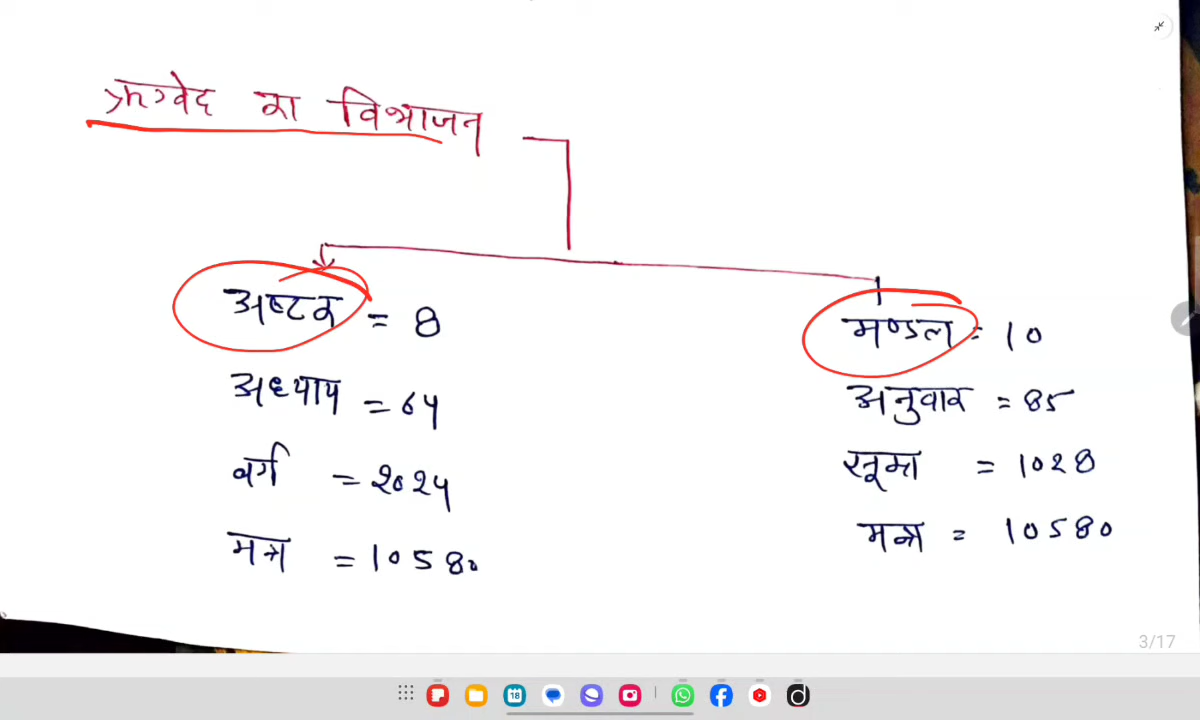 ऋग्वेद का विभाजन
अष्टक = 8
अध्याय = 64
वर्ग = 2024
मन्त्र = 10580
मण्डल = 10
अनुवाक = 85
सूक्त = 1028
मन्त्र = 10580
3/17
18